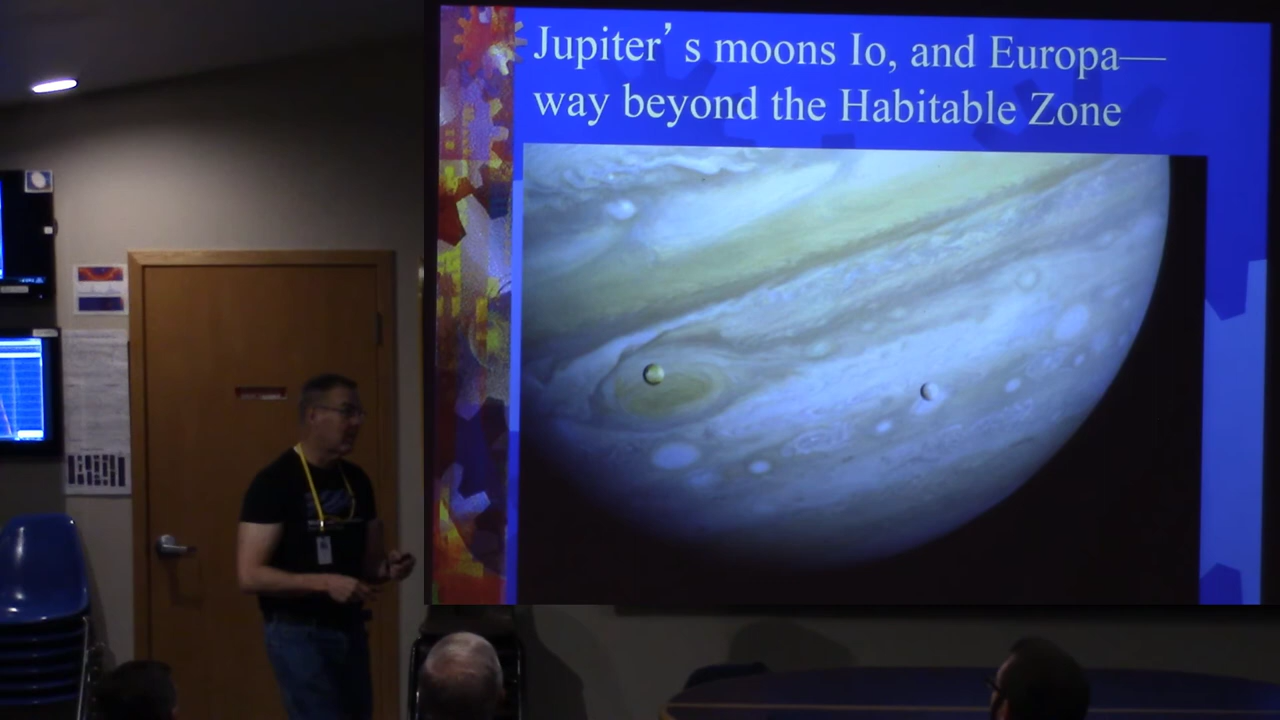 Jupiter’s moons Io, and Europa—
way beyond the Habitable Zone